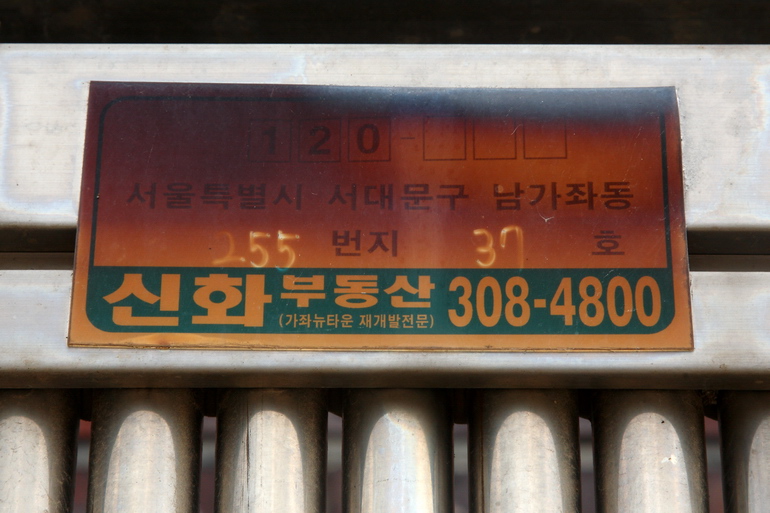 120-
서울특별시 서대문구 남가좌동
255 번지 37 호
신화부동산 308-4800
(가좌뉴타운 재개발전문)